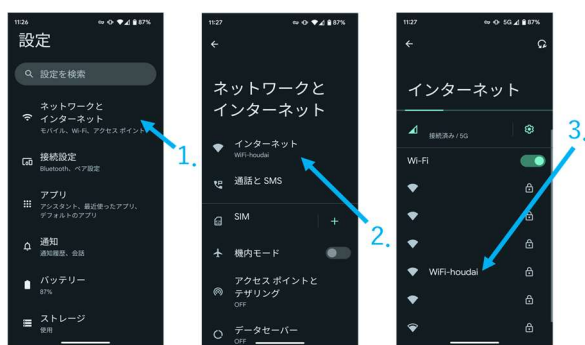 11:26
87%
設定
設定を検索
ネットワークと
インターネット
モバイル、Wi-Fi、アクセス ポイント
接続設定
Bluetooth、ペア設定
アプリ
アシスタント、最近使ったアプリ、
デフォルトのアプリ
通知
通知履歴、会話
バッテリー
87%
ストレージ
使用
1.
11:27
87%
ネットワークと
インターネット
インターネット
WiFi-houdai
通話と SMS
SIM
+
機内モード
アクセス ポイントと
テザリング
OFF
データセーバー
OFF
2.
11:27
5G 87%
インターネット
接続済み / 5G
Wi-Fi
WiFi-houdai
3.